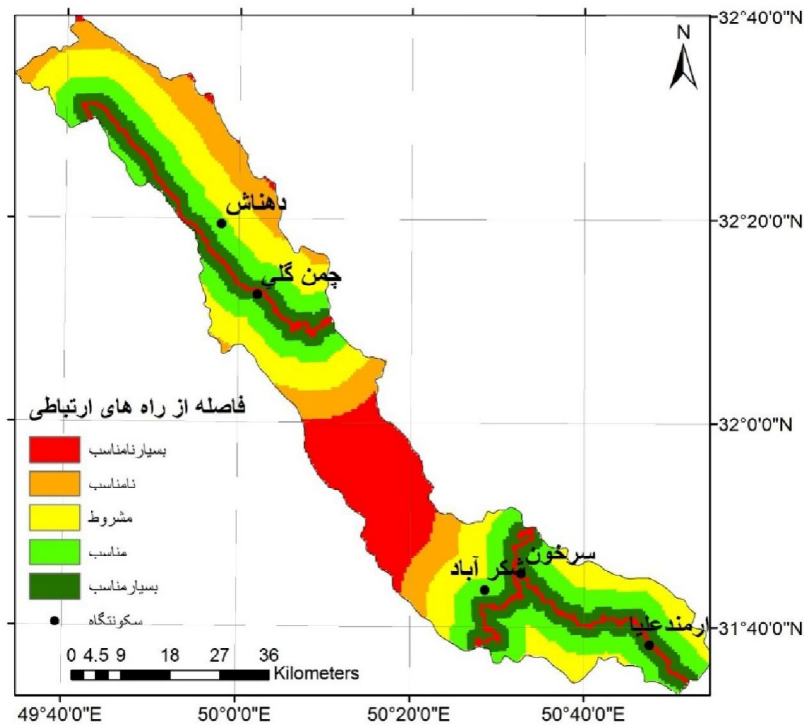 32°40'0"N
N
دهناش
32°20'0"N
چمن گلی
فاصله از راه های ارتباطی
32°0'0"N
بسیارنامناسب
نامناسب
مشروط
مناسب
بسیارمناسب
سکونتگاه
سرخون
شکر آباد
ارمندعلیا
31°40'0"N
0 4.5 9 18 27 36
Kilometers
49°40'0"E 50°0'0"E 50°20'0"E 50°40'0"E